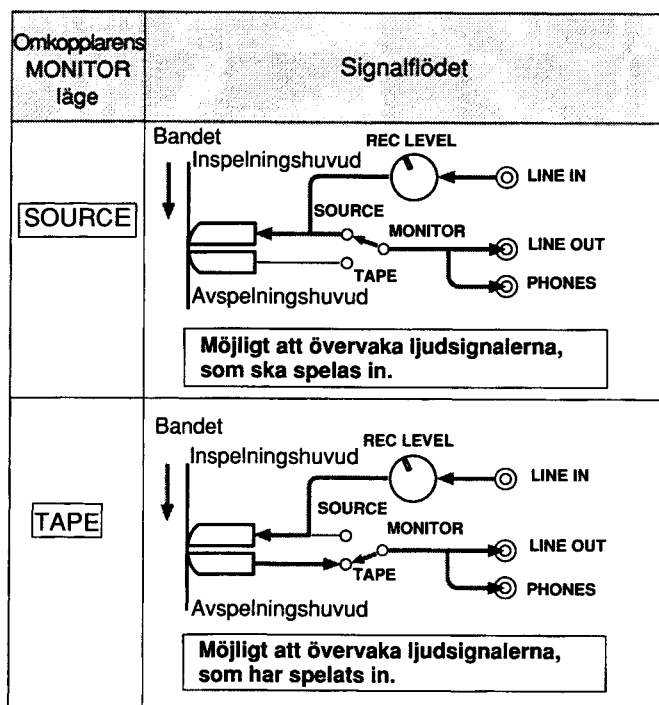 Omkopplarens
MONITOR
läge
Signalflödet
SOURCE
Bandet
Inspelningshuvud
REC LEVEL
LINE IN
SOURCE
MONITOR
LINE OUT
TAPE
PHONES
Avspelningshuvud
Möjligt att övervaka ljudsignalerna,
som ska spelas in.
TAPE
Bandet
Inspelningshuvud
REC LEVEL
LINE IN
SOURCE
MONITOR
LINE OUT
TAPE
PHONES
Avspelningshuvud
Möjligt att övervaka ljudsignalerna,
som har spelats in.